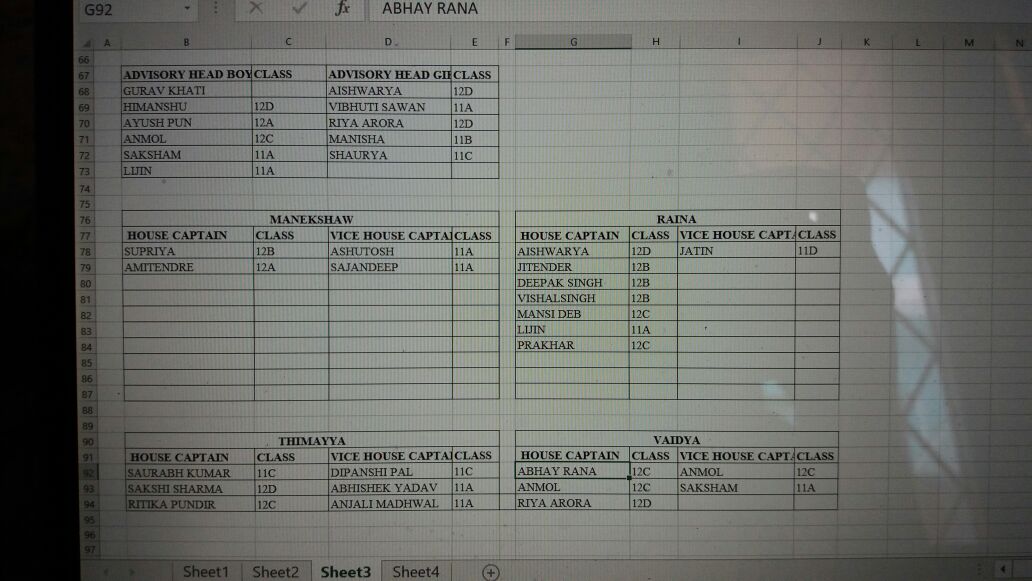 G92 fx ABHAY RANA
A B C D E F G H I J K L M N
66
67 ADVISORY HEAD BOY CLASS ADVISORY HEAD GII CLASS
68 GURAV KHATI AISHWARYA 12D
69 HIMANSHU 12D VIBHUTI SAWAN 11A
70 AYUSH PUN 12A RIYA ARORA 12D
71 ANMOL 12C MANISHA 11B
72 SAKSHAM 11A SHAURYA 11C
73 LIJIN 11A
74
75
76 MANEKSHAW RAINA
77 HOUSE CAPTAIN CLASS VICE HOUSE CAPTAI CLASS HOUSE CAPTAIN CLASS VICE HOUSE CAPTA CLASS
78 SUPRIYA 12B ASHUTOSH 11A AISHWARYA 12D JATIN 11D
79 AMITENDRE 12A SAJANDEEP 11A JITENDER 12B
80 DEEPAK SINGH 12B
81 VISHALSINGH 12B
82 MANSI DEB 12C
83 LIJIN 11A
84 PRAKHAR 12C
85
86
87
88
89
90 THIMAYYA VAIDYA
91 HOUSE CAPTAIN CLASS VICE HOUSE CAPTAI CLASS HOUSE CAPTAIN CLASS VICE HOUSE CAPTA CLASS
92 SAURABH KUMAR 11C DIPANSHI PAL 11C ABHAY RANA 12C ANMOL 12C
93 SAKSHI SHARMA 12D ABHISHEK YADAV 11A ANMOL 12C SAKSHAM 11A
94 RITIKA PUNDIR 12C ANJALI MADHWAL 11A RIYA ARORA 12D
95
96
97
Sheet1 Sheet2 Sheet3 Sheet4